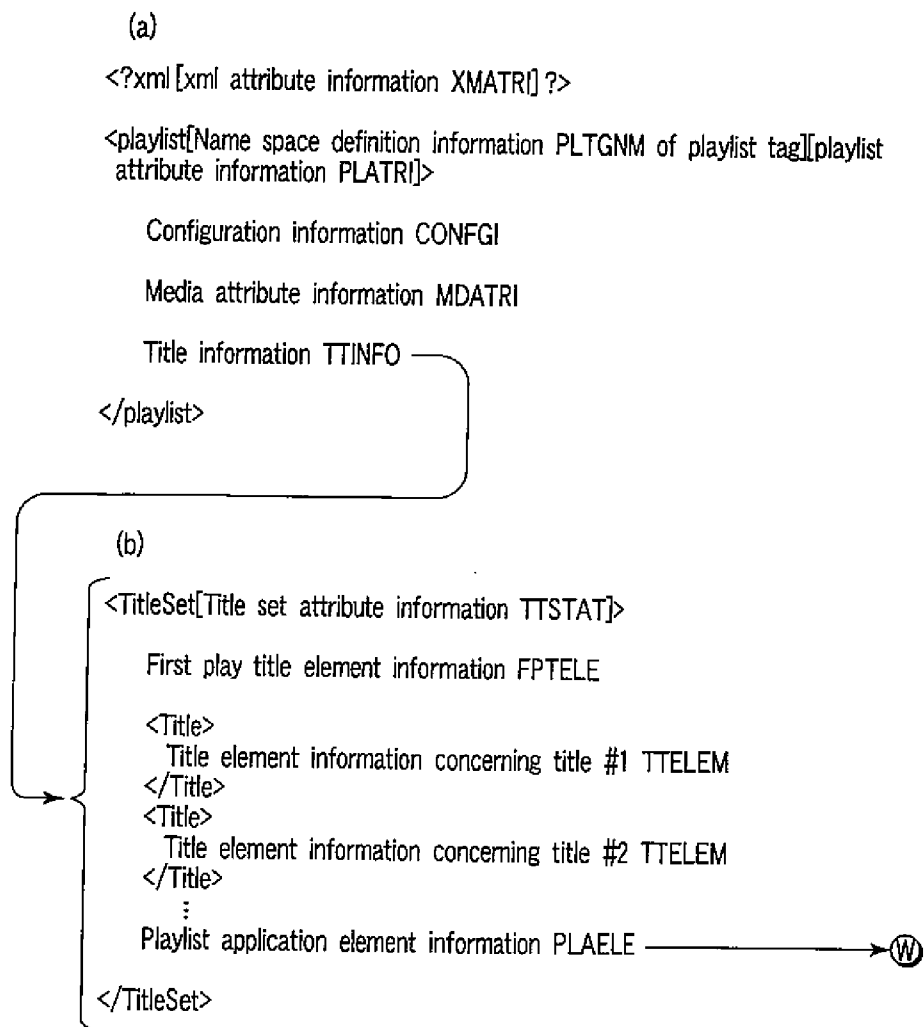 (a)
<?xml [xml attribute information XMATRI] ?>
<playlist[Name space definition information PLTGNM of playlist tag][playlist
attribute information PLATRI]>
Configuration information CONFGI
Media attribute information MDATRI
Title information TTINFO
</playlist>
(b)
<TitleSet[Title set attribute information TTSTAT]>
First play title element information FPTELE
<Title>
Title element information concerning title #1 TTELEM
</Title>
<Title>
Title element information concerning title #2 TTELEM
</Title>
⋮
Playlist application element information PLAELE
W
</TitleSet>